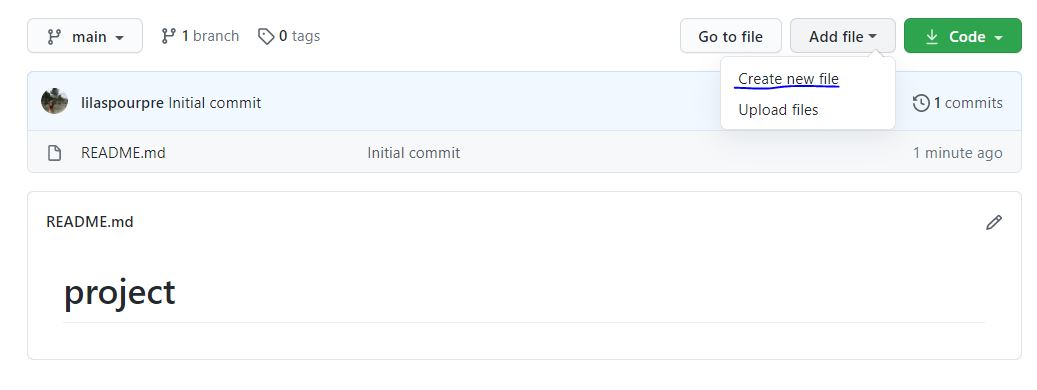 main 1 branch 0 tags Go to file Add file Code
Create new file
lilaspourpre Initial commit 1 commits
Upload files
README.md Initial commit 1 minute ago
README.md
project